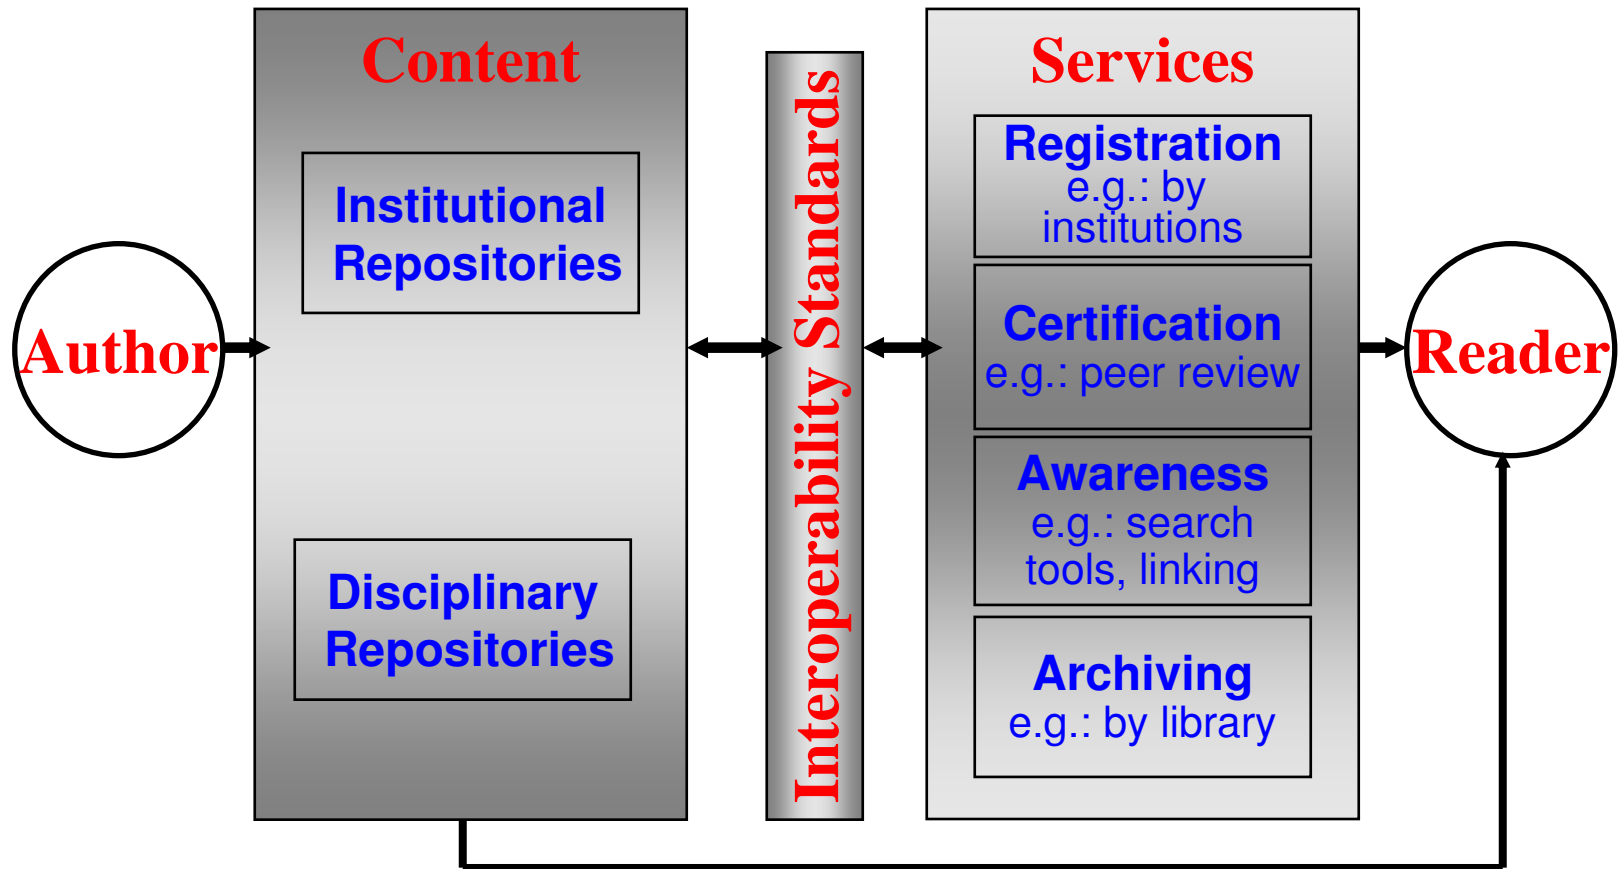 Author
Content
Institutional
Repositories
Disciplinary
Repositories
Interoperability Standards
Services
Registration
e.g.: by
institutions
Certification
e.g.: peer review
Awareness
e.g.: search
tools, linking
Archiving
e.g.: by library
Reader